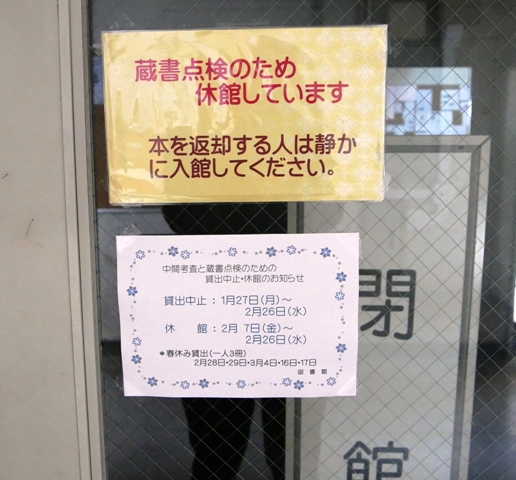 蔵書点検のため
休館しています
本を返却する人は静か
に入館してください。
中間考査と蔵書点検のための
貸出中止・休館のお知らせ
貸出中止：1月27日(月)～
2月26日(水)
休　館：2月 7日(金)～
2月26日(水)
＊春休み貸出(一人3冊)
2月28日・29日・3月4日・16日・17日
図 書 館
閉
館